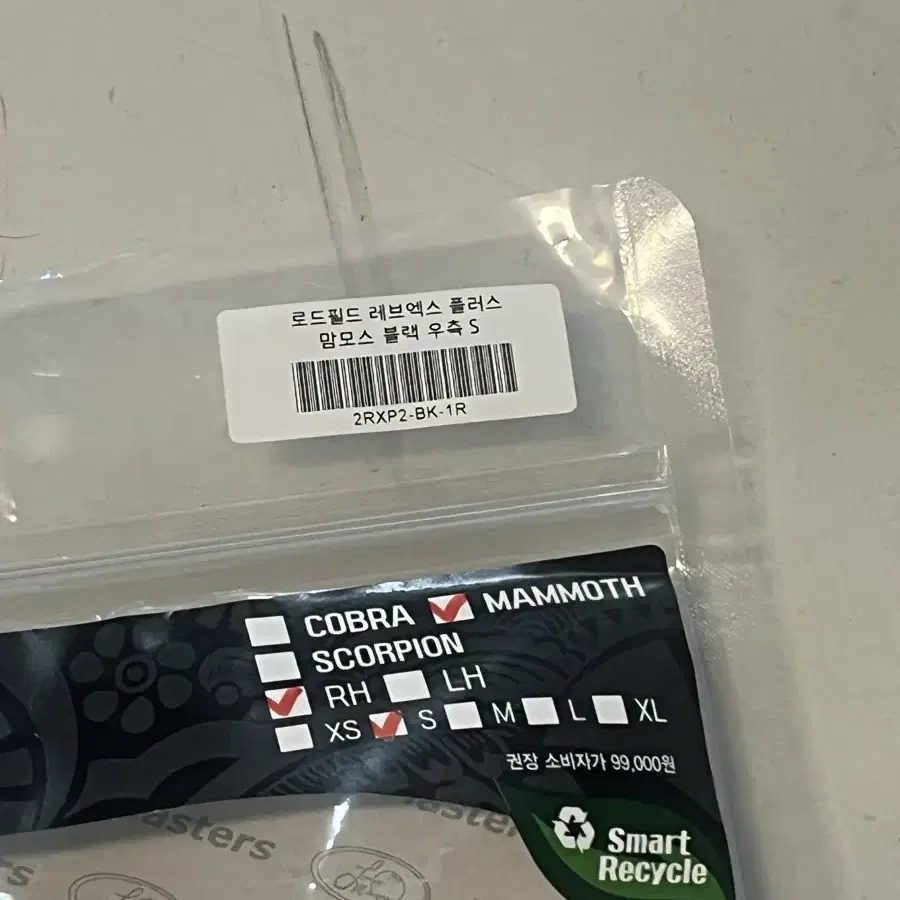 로드필드 레브엑스 플러스
맘모스 블랙 우측 S
2RXP2-BK-1R
COBRA MAMMOTH
SCORPION
RH LH
XS S M L XL
권장 소비자가 99,000원
Smart
Recycle